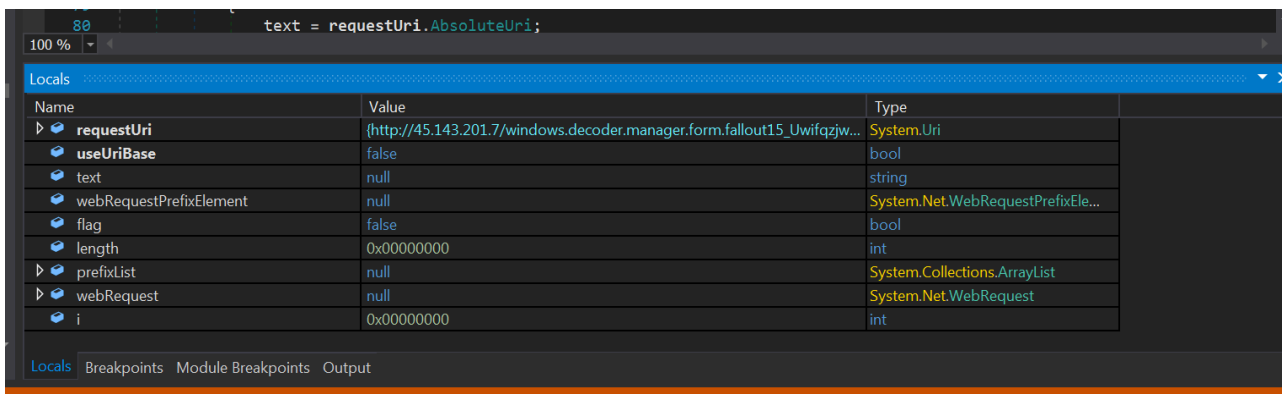 80 text = requestUri.AbsoluteUri;
100 %
Locals
Name Value Type
requestUri {http://45.143.201.7/windows.decoder.manager.form.fallout15_Uwifqzjw... System.Uri
useUriBase false bool
text null string
webRequestPrefixElement null System.Net.WebRequestPrefixEle...
flag false bool
length 0x00000000 int
prefixList null System.Collections.ArrayList
webRequest null System.Net.WebRequest
i 0x00000000 int
Locals Breakpoints Module Breakpoints Output